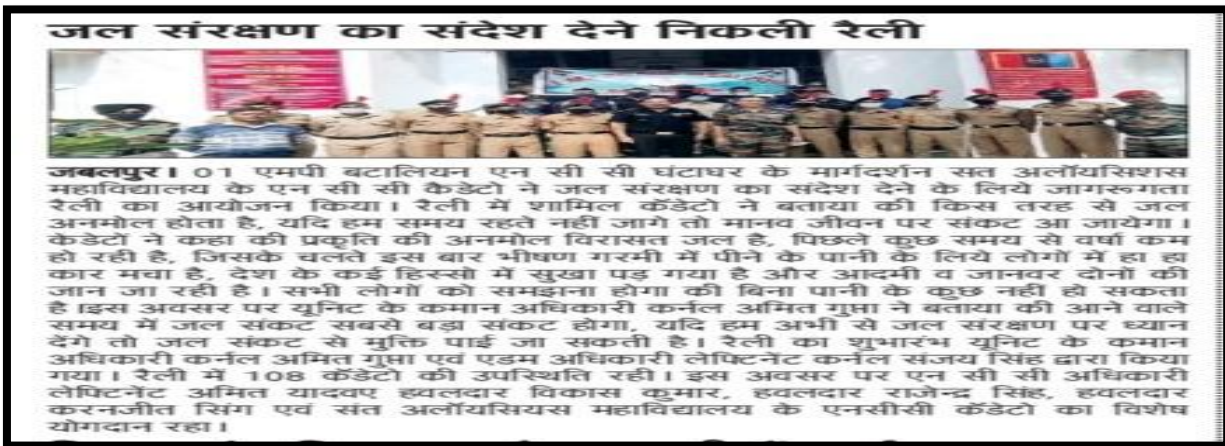 जल संरक्षण का संदेश देने निकली रैली
जबलपुर। 01 एमपी बटालियन एन सी सी घंटाघर के मार्गदर्शन सत अलॉयसिशस
महाविद्यालय के एन सी सी कैडेटो ने जल संरक्षण का संदेश देने के लिये जागरूगता
रैली का आयोजन किया। रैली में शामिल कॅडेटो ने बताया की किस तरह से जल
अनमोल होता है, यदि हम समय रहते नहीं जागे तो मानव जीवन पर संकट आ जायेगा।
केडेटो ने कहा की प्रकृति की अनमोल विरासत जल है, पिछले कुछ समय से वर्षा कम
हो रही है, जिसके चलते इस बार भीषण गरमी में पीने के पानी के लिये लोगों में हा हा
कार मचा है, देश के कई हिस्सो में सुखा पड़ गया है और आदमी व जानवर दोनों की
जान जा रही है। सभी लोगों को समझाना होगा की बिना पानी के कुछ नहीं हो सकता
है।इस अवसर पर यूनिट के कमान अधिकारी कर्नल अमित गुप्ता ने बताया की आने वाले
समय में जल संकट सबसे बड़ा संकट होगा, यदि हम अभी से जल संरक्षण पर ध्यान
देंगे तो जल संकट से मुक्ति पाई जा सकती है। रैली का शुभारंभ यूनिट के कमान
अधिकारी कर्नल अमित गुप्ता एवं एडम अधिकारी लेफ्टिनेंट कर्नल संजय सिंह द्वारा किया
गया। रैली में 108 कॅडेटो की उपस्थिति रही। इस अवसर पर एन सी सी अधिकारी
लेफ्टिनेंट अमित यादवए हवलदार विकास कुमार, हवलदार राजेन्द्र सिंह, हवलदार
करनजीत सिंग एवं संत अलॉयसियस महाविद्यालय के एनसीसी कॅडेटो का विशेष
योगदान रहा।